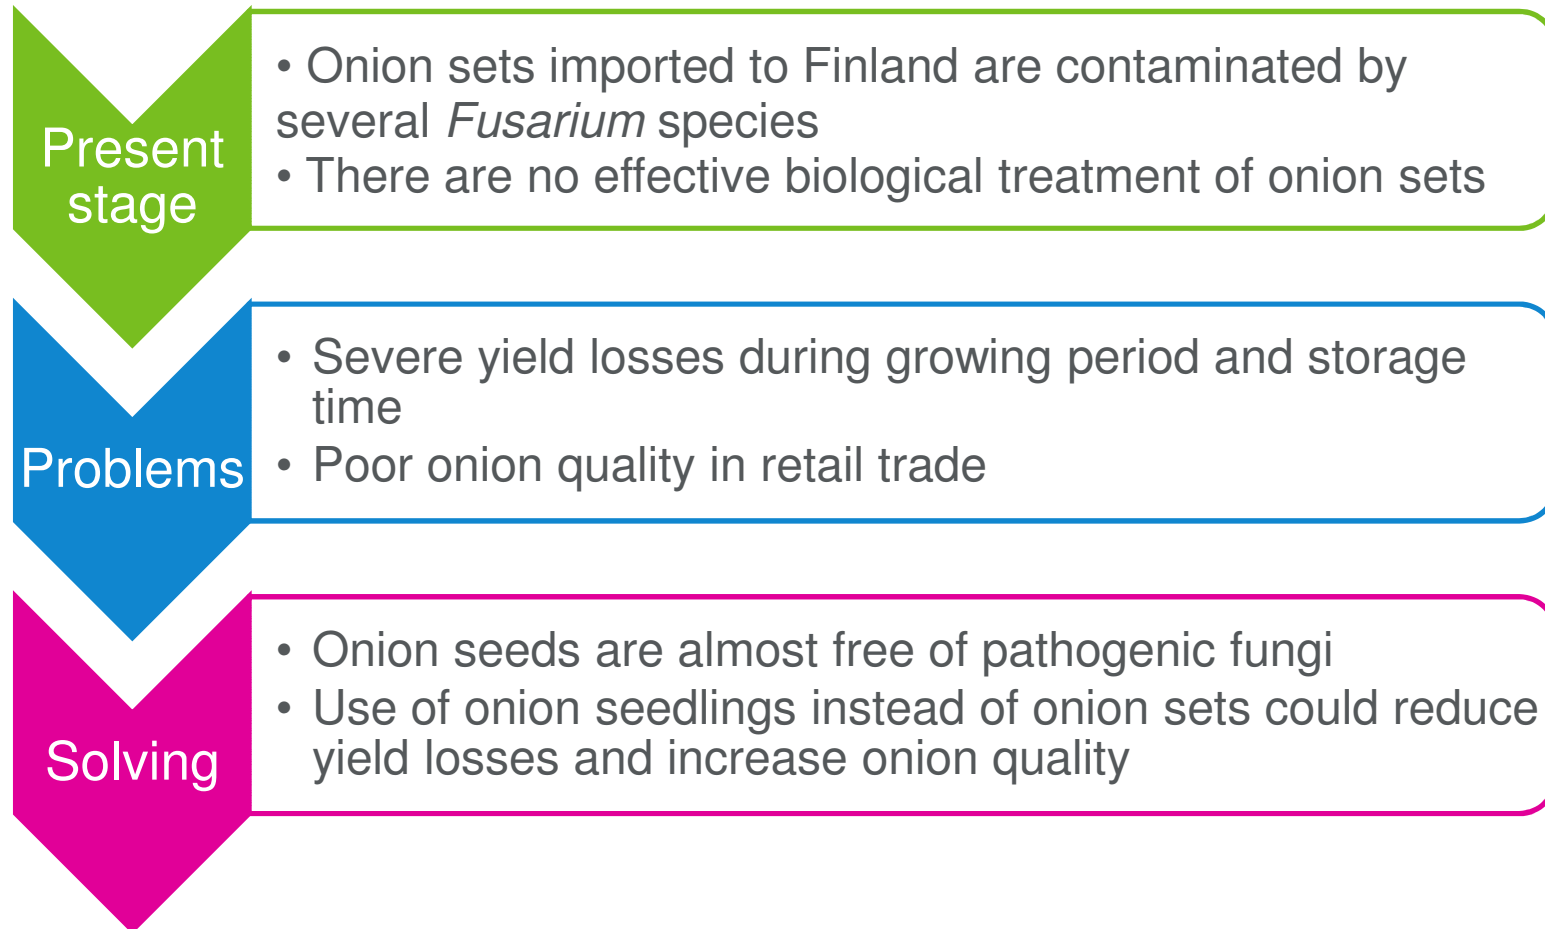 Present
stage
• Onion sets imported to Finland are contaminated by
several Fusarium species
• There are no effective biological treatment of onion sets
Problems
• Severe yield losses during growing period and storage
time
• Poor onion quality in retail trade
Solving
• Onion seeds are almost free of pathogenic fungi
• Use of onion seedlings instead of onion sets could reduce
yield losses and increase onion quality